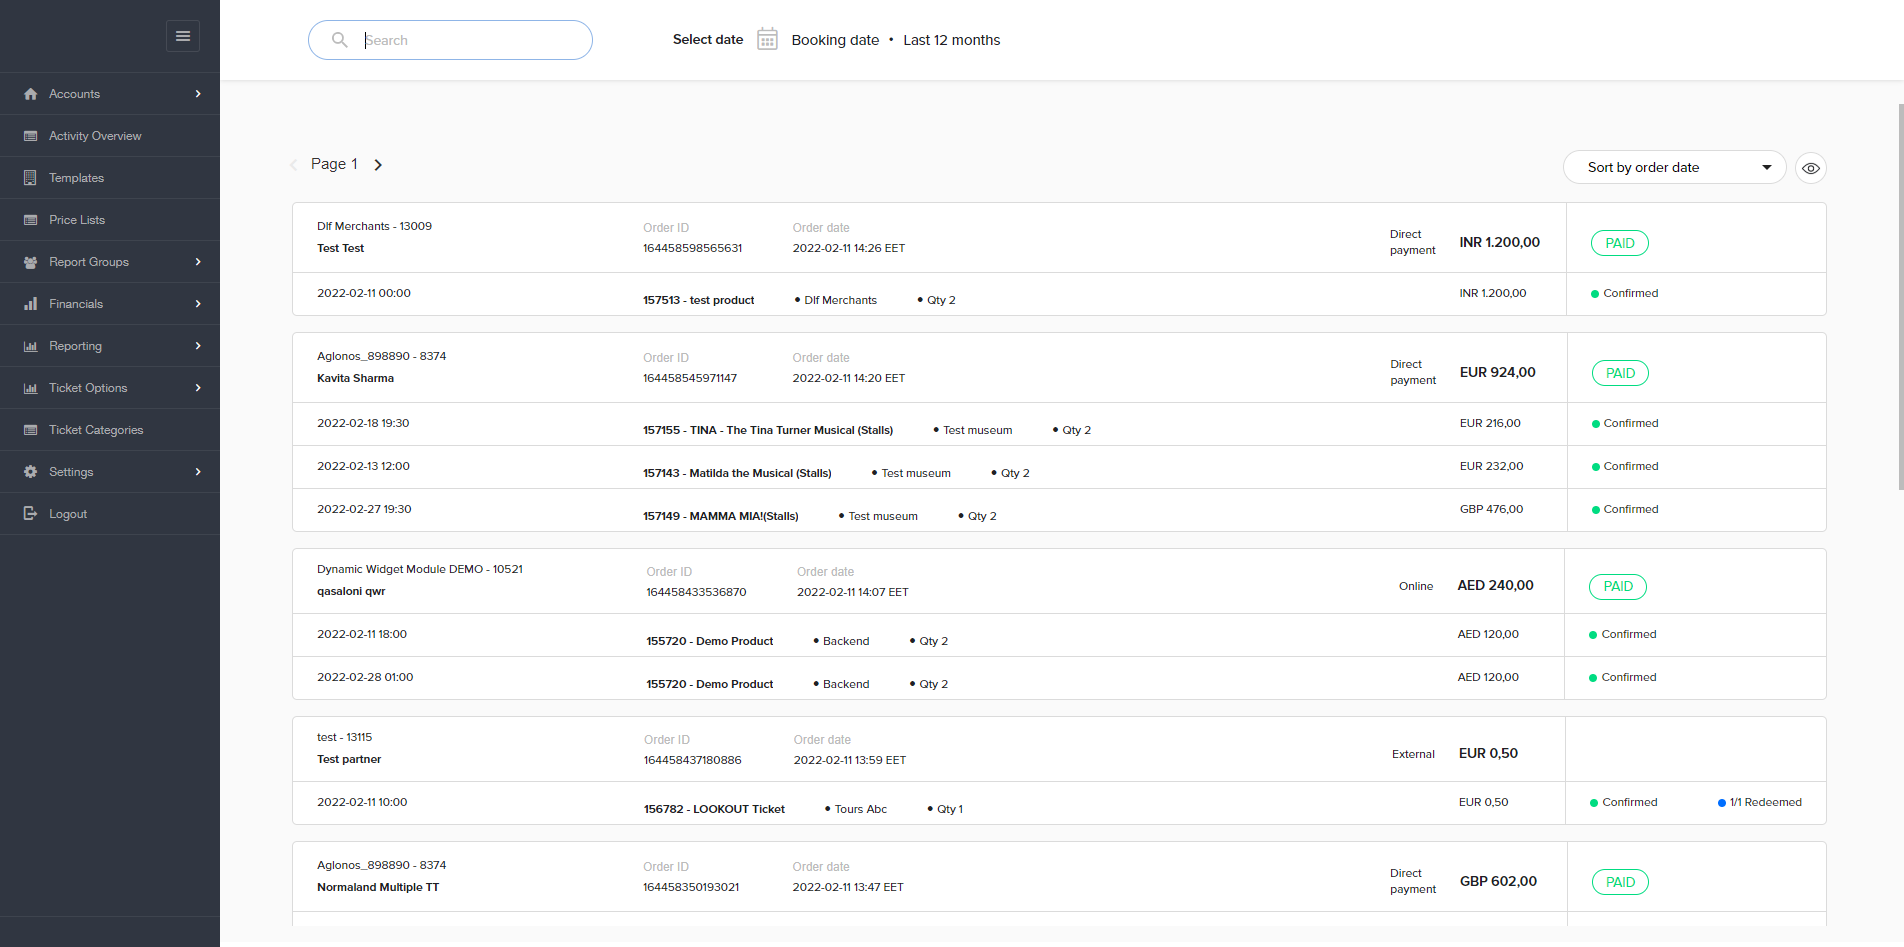 Search
Select date Booking date • Last 12 months
Accounts
Activity Overview
Templates
Price Lists
Report Groups
Financials
Reporting
Ticket Options
Ticket Categories
Settings
Logout
Page 1
Sort by order date
Dlf Merchants - 13009 Order ID Order date
Test Test 164458598565631 2022-02-11 14:26 EET Direct payment INR 1.200,00 PAID
2022-02-11 00:00 157513 - test product • Dlf Merchants • Qty 2 INR 1.200,00 Confirmed
Aglonos_898890 - 8374 Order ID Order date
Kavita Sharma 164458545971147 2022-02-11 14:20 EET Direct payment EUR 924,00 PAID
2022-02-18 19:30 157155 - TINA - The Tina Turner Musical (Stalls) • Test museum • Qty 2 EUR 216,00 Confirmed
2022-02-13 12:00 157143 - Matilda the Musical (Stalls) • Test museum • Qty 2 EUR 232,00 Confirmed
2022-02-27 19:30 157149 - MAMMA MIA!(Stalls) • Test museum • Qty 2 GBP 476,00 Confirmed
Dynamic Widget Module DEMO - 10521 Order ID Order date
qasaloni qwr 164458433536870 2022-02-11 14:07 EET Online AED 240,00 PAID
2022-02-11 18:00 155720 - Demo Product • Backend • Qty 2 AED 120,00 Confirmed
2022-02-28 01:00 155720 - Demo Product • Backend • Qty 2 AED 120,00 Confirmed
test - 13115 Order ID Order date
Test partner 164458437180886 2022-02-11 13:59 EET External EUR 0,50
2022-02-11 10:00 156782 - LOOKOUT Ticket • Tours Abc • Qty 1 EUR 0,50 Confirmed 1/1 Redeemed
Aglonos_898890 - 8374 Order ID Order date
Normaland Multiple TT 164458350193021 2022-02-11 13:47 EET Direct payment GBP 602,00 PAID